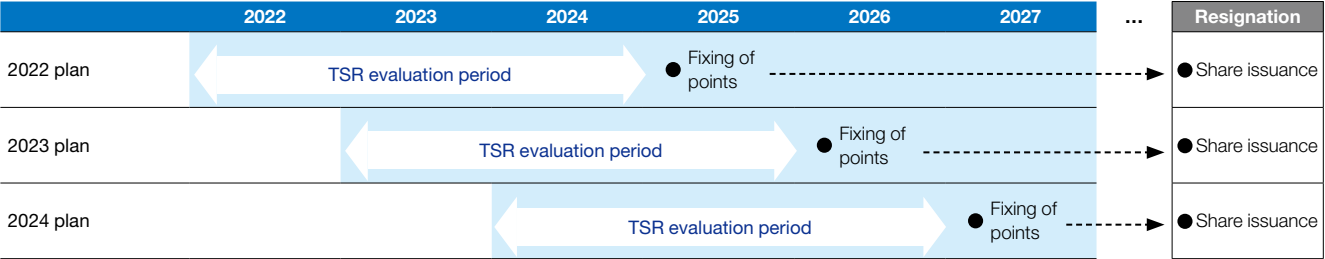 2022 2023 2024 2025 2026 2027 ... Resignation
2022 plan
TSR evaluation period
Fixing of
points
Share issuance
2023 plan
TSR evaluation period
Fixing of
points
Share issuance
2024 plan
TSR evaluation period
Fixing of
points
Share issuance